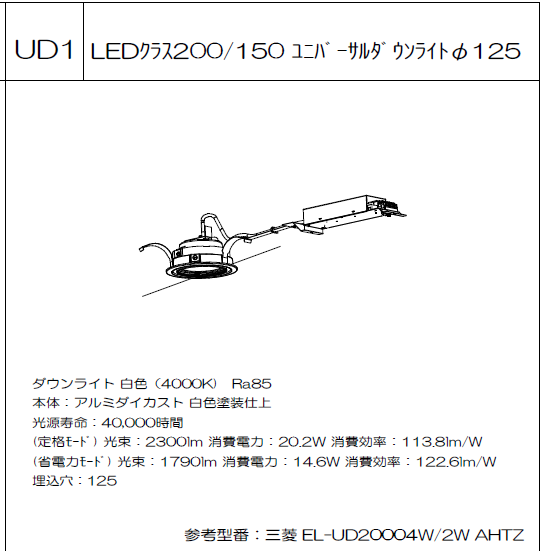 UD1
LEDｸﾗｽ200/150 ﾕﾆﾊﾞｰｻﾙﾀﾞｳﾝﾗｲﾄφ125
ダウンライト 白色（4000K） Ra85
本体：アルミダイカスト 白色塗装仕上
光源寿命：40,000時間
(定格ﾓｰﾄﾞ) 光束：2300lm 消費電力：20.2W 消費効率：113.8lm/W
(省電力ﾓｰﾄﾞ) 光束：1790lm 消費電力：14.6W 消費効率：122.6lm/W
埋込穴：125
参考型番：三菱 EL-UD20004W/2W AHTZ